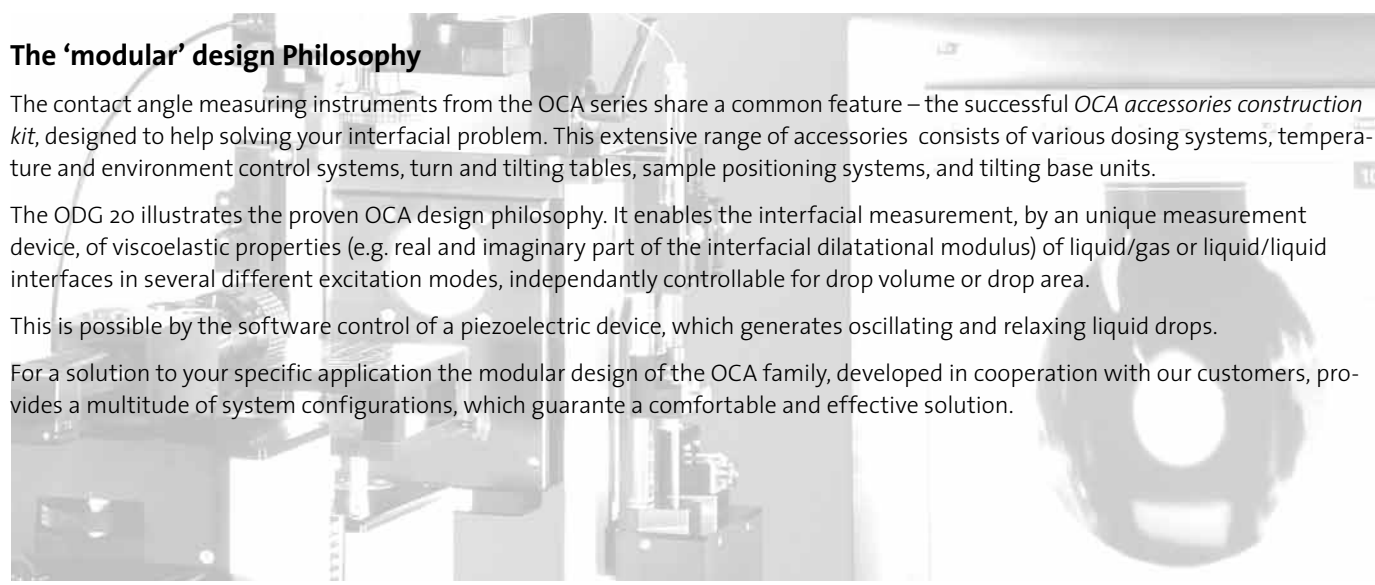 The ‘modular’ design Philosophy
The contact angle measuring instruments from the OCA series share a common feature – the successful OCA accessories construction
kit, designed to help solving your interfacial problem. This extensive range of accessories consists of various dosing systems, tempera-
ture and environment control systems, turn and tilting tables, sample positioning systems, and tilting base units.
The ODG 20 illustrates the proven OCA design philosophy. It enables the interfacial measurement, by an unique measurement
device, of viscoelastic properties (e.g. real and imaginary part of the interfacial dilatational modulus) of liquid/gas or liquid/liquid
interfaces in several different excitation modes, independantly controllable for drop volume or drop area.
This is possible by the software control of a piezoelectric device, which generates oscillating and relaxing liquid drops.
For a solution to your specific application the modular design of the OCA family, developed in cooperation with our customers, pro-
vides a multitude of system configurations, which guarante a comfortable and effective solution.